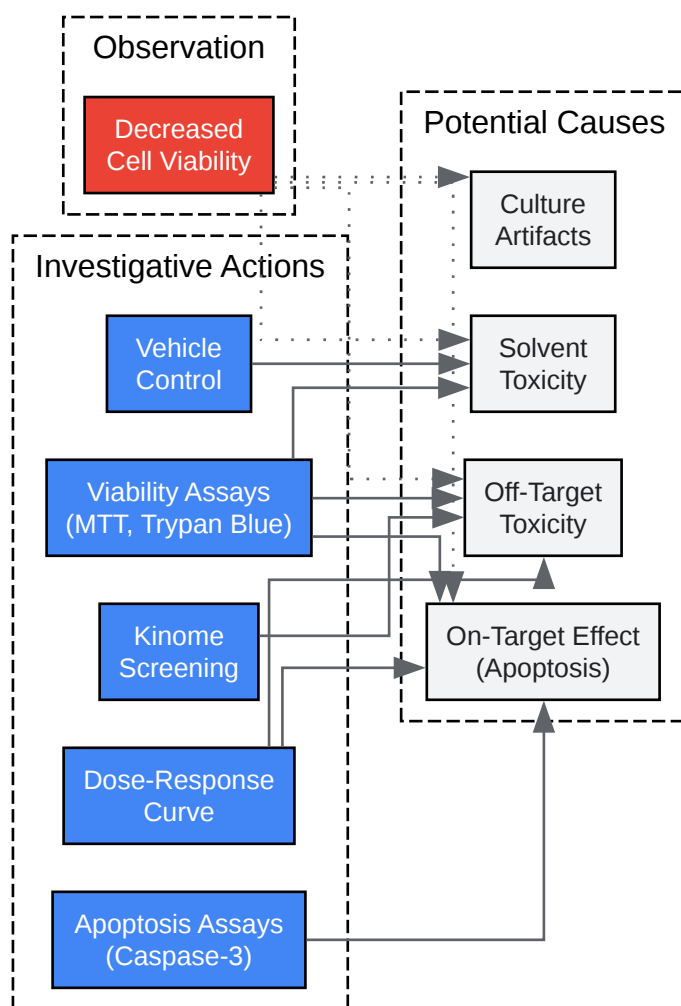 Observation
Decreased
Cell Viability
Potential Causes
Culture
Artifacts
Solvent
Toxicity
Off-Target
Toxicity
On-Target Effect
(Apoptosis)
Investigative Actions
Vehicle
Control
Viability Assays
(MTT, Trypan Blue)
Kinome
Screening
Dose-Response
Curve
Apoptosis Assays
(Caspase-3)